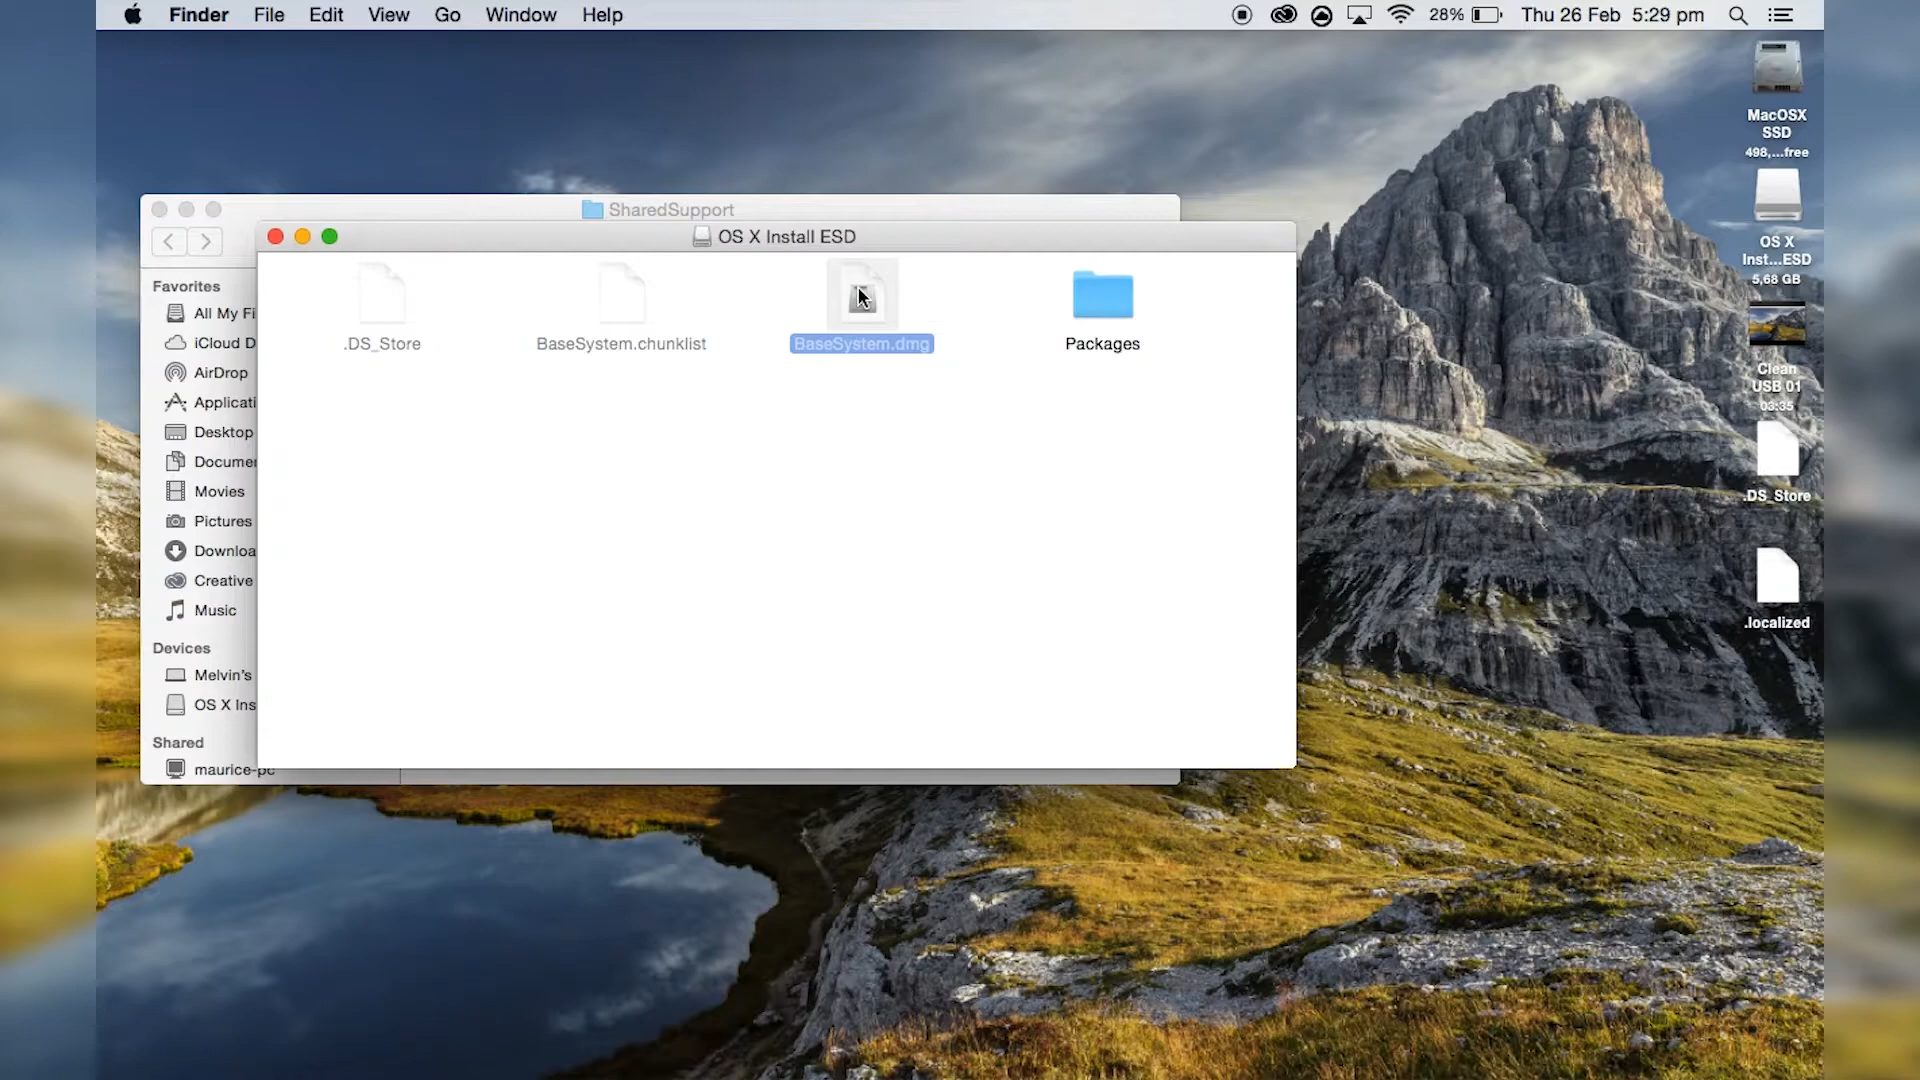 Finder File Edit View Go Window Help 28% Thu 26 Feb 5:29 pm
SharedSupport
OS X Install ESD
Favorites
All My Fi
iCloud D
AirDrop
Applicati
Desktop
Documen
Movies
Pictures
Downloa
Creative
Music
Devices
Melvin's
OS X Ins
Shared
maurice-pc
.DS_Store
BaseSystem.chunklist
BaseSystem.dmg
Packages
MacOSX
SSD
498,...free
OS X
Inst...ESD
5,68 GB
Clean
USB 01
03:35
.DS_Store
.localized